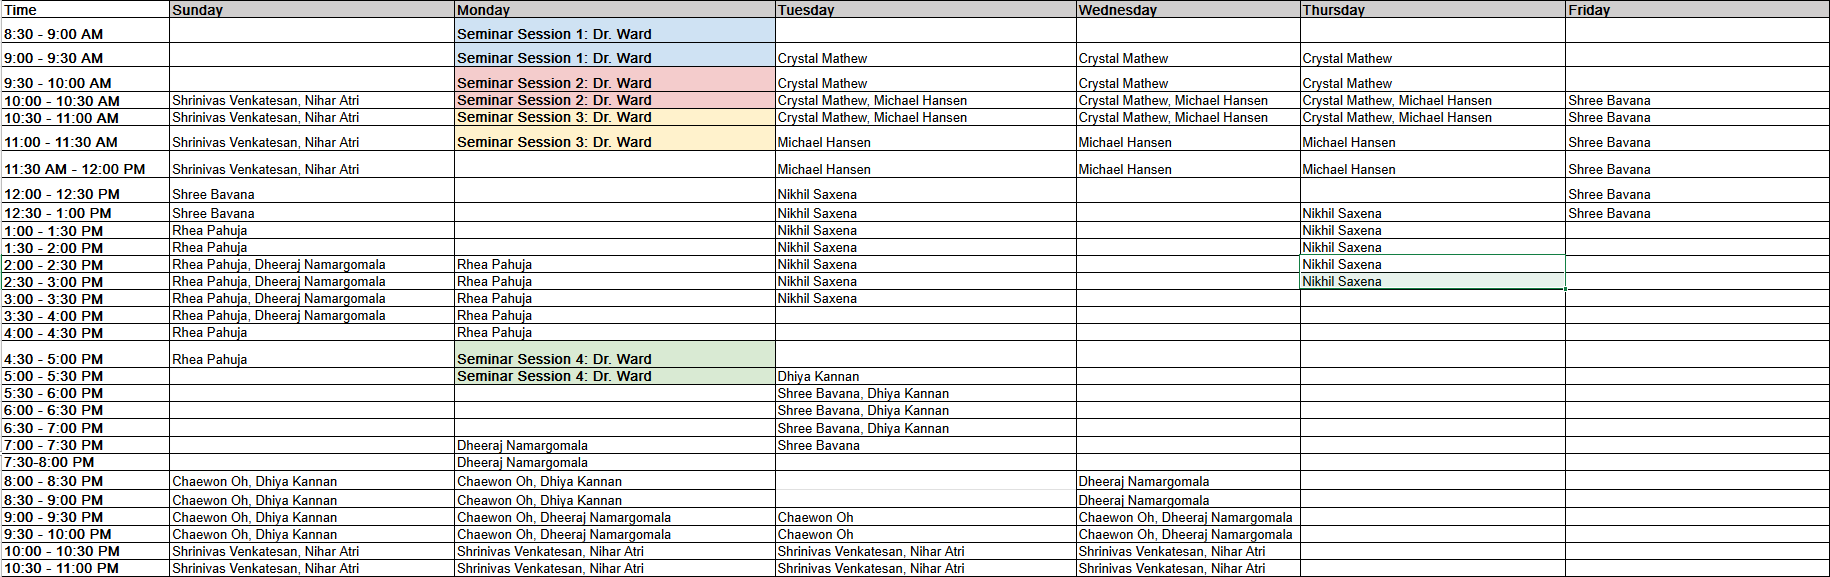 Time Sunday Monday Tuesday Wednesday Thursday Friday
8:30 - 9:00 AM Seminar Session 1: Dr. Ward
9:00 - 9:30 AM Seminar Session 1: Dr. Ward Crystal Mathew Crystal Mathew Crystal Mathew
9:30 - 10:00 AM Seminar Session 2: Dr. Ward Crystal Mathew Crystal Mathew Crystal Mathew
10:00 - 10:30 AM Shrinivas Venkatesan, Nihar Atri Seminar Session 2: Dr. Ward Crystal Mathew, Michael Hansen Crystal Mathew, Michael Hansen Crystal Mathew, Michael Hansen Shree Bavana
10:30 - 11:00 AM Shrinivas Venkatesan, Nihar Atri Seminar Session 3: Dr. Ward Crystal Mathew, Michael Hansen Crystal Mathew, Michael Hansen Crystal Mathew, Michael Hansen Shree Bavana
11:00 - 11:30 AM Shrinivas Venkatesan, Nihar Atri Seminar Session 3: Dr. Ward Michael Hansen Michael Hansen Michael Hansen Shree Bavana
11:30 AM - 12:00 PM Shrinivas Venkatesan, Nihar Atri Michael Hansen Michael Hansen Michael Hansen Shree Bavana
12:00 - 12:30 PM Shree Bavana Nikhil Saxena Shree Bavana
12:30 - 1:00 PM Shree Bavana Nikhil Saxena Nikhil Saxena Shree Bavana
1:00 - 1:30 PM Rhea Pahuja Nikhil Saxena Nikhil Saxena
1:30 - 2:00 PM Rhea Pahuja Nikhil Saxena Nikhil Saxena
2:00 - 2:30 PM Rhea Pahuja, Dheeraj Namargomala Rhea Pahuja Nikhil Saxena Nikhil Saxena
2:30 - 3:00 PM Rhea Pahuja, Dheeraj Namargomala Rhea Pahuja Nikhil Saxena Nikhil Saxena
3:00 - 3:30 PM Rhea Pahuja, Dheeraj Namargomala Rhea Pahuja Nikhil Saxena
3:30 - 4:00 PM Rhea Pahuja, Dheeraj Namargomala Rhea Pahuja
4:00 - 4:30 PM Rhea Pahuja Rhea Pahuja
4:30 - 5:00 PM Rhea Pahuja Seminar Session 4: Dr. Ward
5:00 - 5:30 PM Seminar Session 4: Dr. Ward Dhiya Kannan
5:30 - 6:00 PM Shree Bavana, Dhiya Kannan
6:00 - 6:30 PM Shree Bavana, Dhiya Kannan
6:30 - 7:00 PM Shree Bavana, Dhiya Kannan
7:00 - 7:30 PM Dheeraj Namargomala Shree Bavana
7:30-8:00 PM Dheeraj Namargomala
8:00 - 8:30 PM Chaewon Oh, Dhiya Kannan Chaewon Oh, Dhiya Kannan Dheeraj Namargomala
8:30 - 9:00 PM Chaewon Oh, Dhiya Kannan Cheawon Oh, Dhiya Kannan Dheeraj Namargomala
9:00 - 9:30 PM Chaewon Oh, Dhiya Kannan Chaewon Oh, Dheeraj Namargomala Chaewon Oh Chaewon Oh, Dheeraj Namargomala
9:30 - 10:00 PM Chaewon Oh, Dhiya Kannan Chaewon Oh, Dheeraj Namargomala Chaewon Oh Chaewon Oh, Dheeraj Namargomala
10:00 - 10:30 PM Shrinivas Venkatesan, Nihar Atri Shrinivas Venkatesan, Nihar Atri Shrinivas Venkatesan, Nihar Atri Shrinivas Venkatesan, Nihar Atri
10:30 - 11:00 PM Shrinivas Venkatesan, Nihar Atri Shrinivas Venkatesan, Nihar Atri Shrinivas Venkatesan, Nihar Atri Shrinivas Venkatesan, Nihar Atri